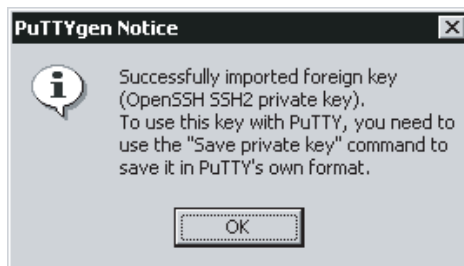 PuTTYgen Notice
Successfully imported foreign key
(OpenSSH SSH2 private key).
To use this key with PuTTY, you need to
use the "Save private key" command to
save it in PuTTY's own format.
OK